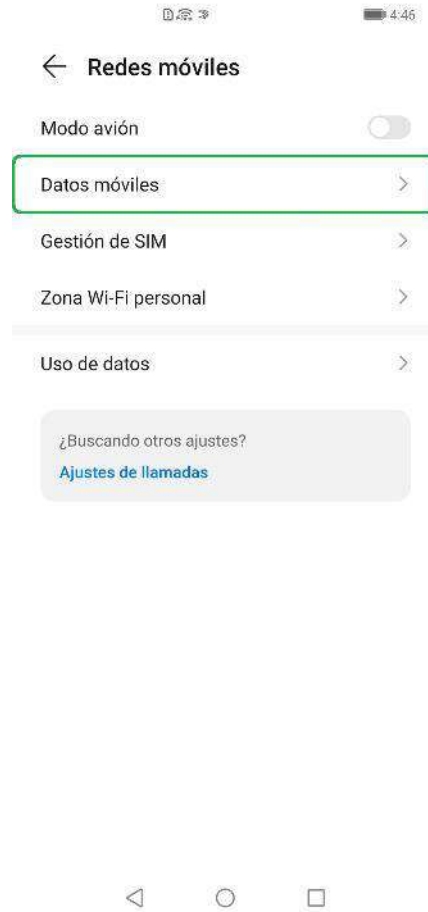 4:46
Redes móviles
Modo avión
Datos móviles
Gestión de SIM
Zona Wi-Fi personal
Uso de datos
¿Buscando otros ajustes?
Ajustes de llamadas